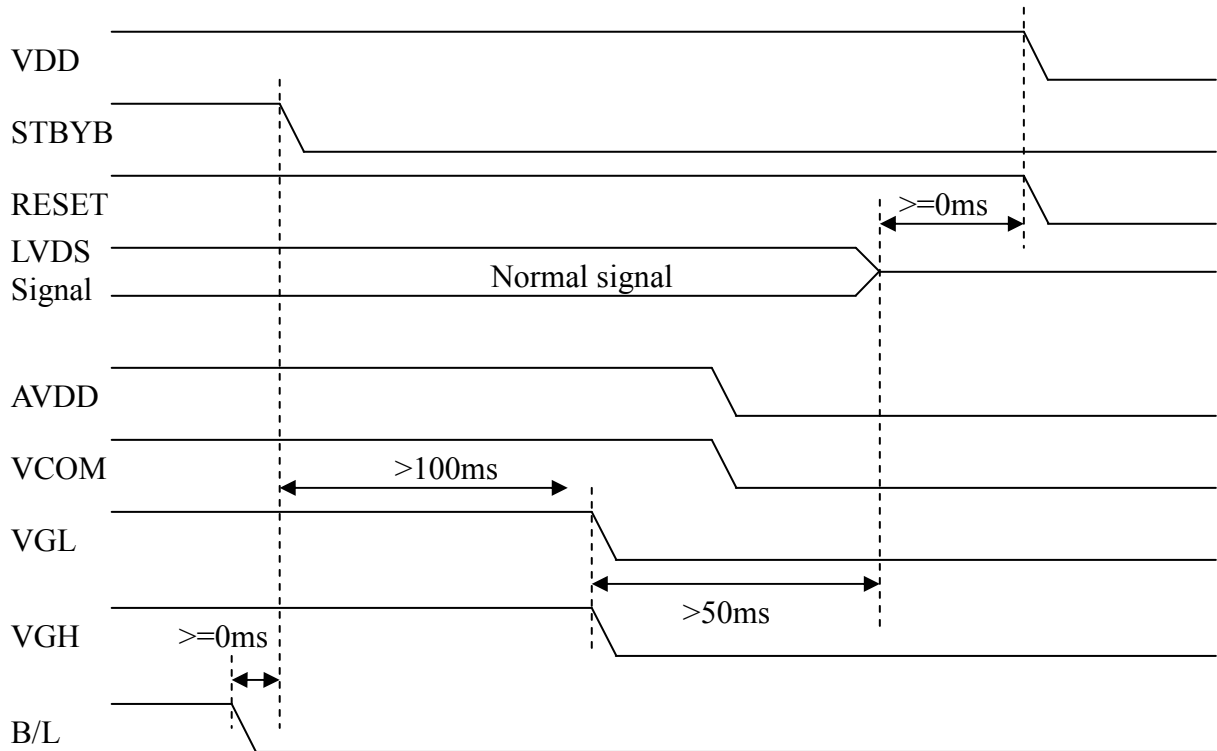 VDD
STBYB
RESET
>=0ms
LVDS
Signal
Normal signal
AVDD
VCOM
>100ms
VGL
>50ms
VGH
>=0ms
B/L